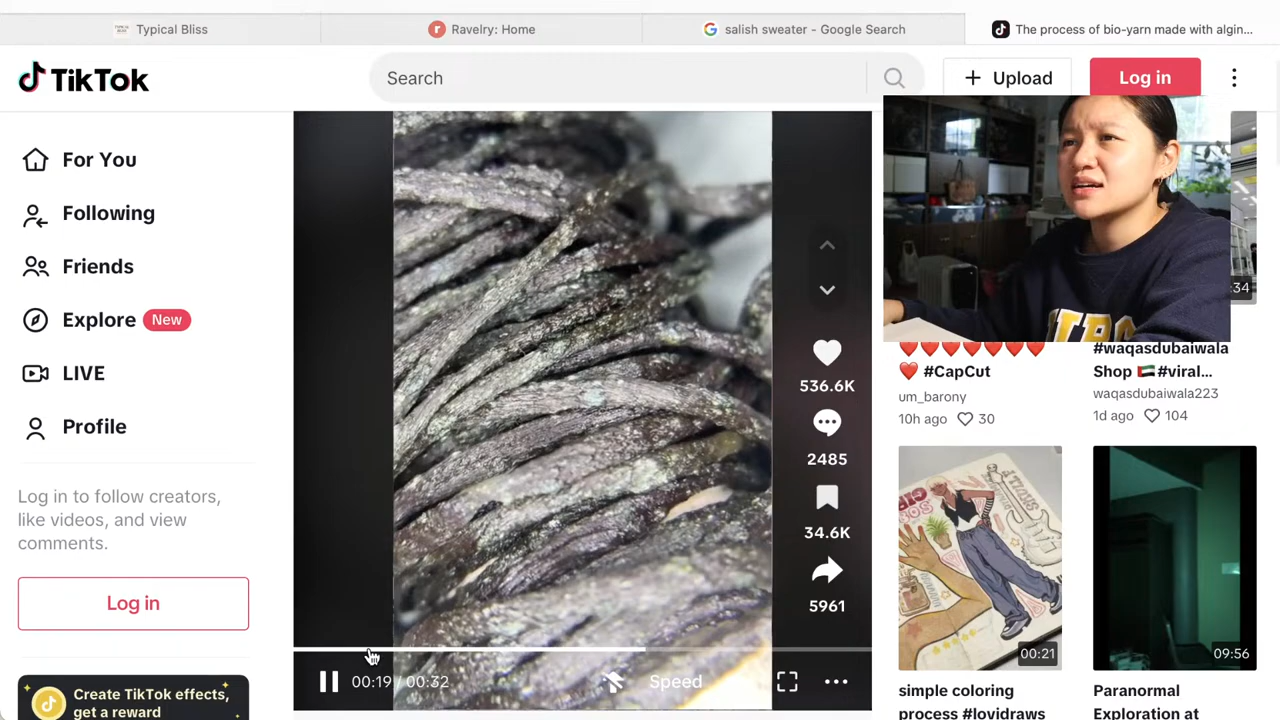 Typical Bliss
Ravelry: Home
salish sweater - Google Search
The process of bio-yarn made with algin...
TikTok
Search
Upload
Log in
For You
Following
Friends
Explore New
LIVE
Profile
Log in to follow creators,
like videos, and view
comments.
Log in
Create TikTok effects,
get a reward
536.6K
2485
34.6K
5961
00:19 / 00:32
Speed
:34
#CapCut
um_barony
10h ago 30
#waqasdubaiwala
Shop #viral...
waqasdubaiwala223
1d ago 104
00:21
simple coloring
process #lovidraws
09:56
Paranormal
Exploration at